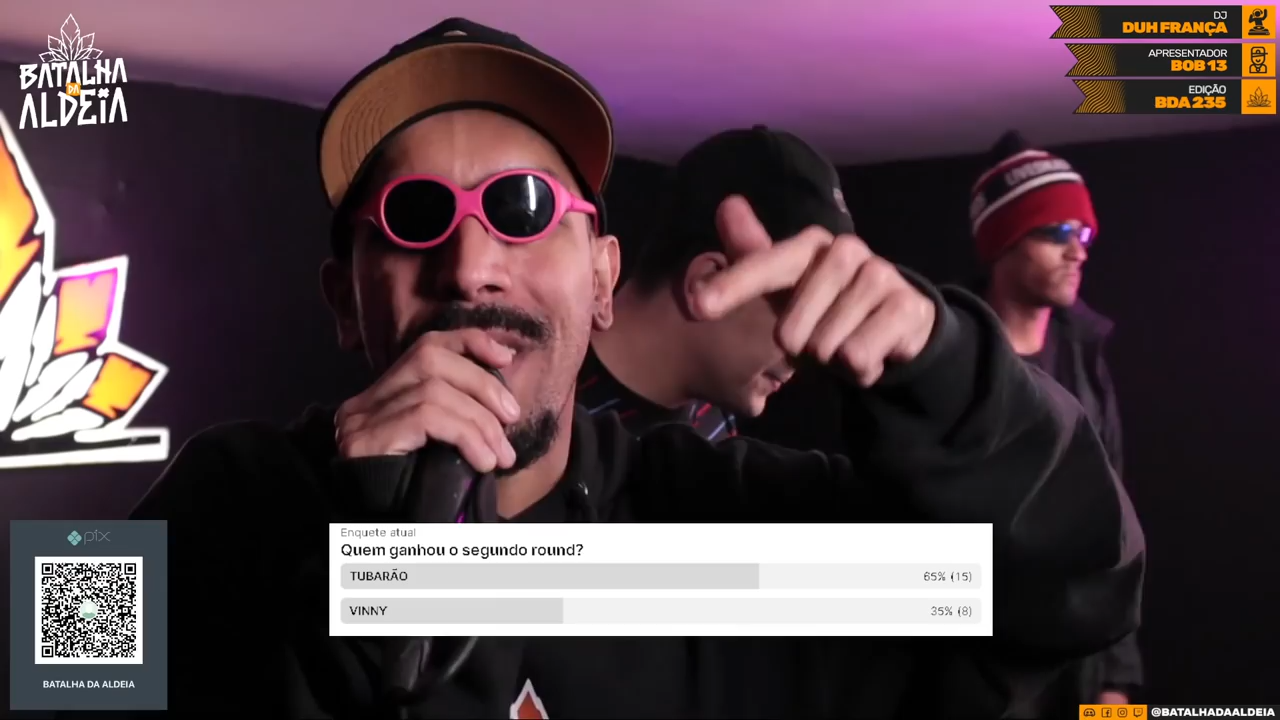 BATALHA
DA
ALDEIA
DJ
DUH FRANÇA
APRESENTADOR
BOB 13
EDIÇÃO
BDA 235
pix
BATALHA DA ALDEIA
Enquete atual
Quem ganhou o segundo round?
TUBARÃO 65% (15)
VINNY 35% (8)
@BATALHADAALDEIA